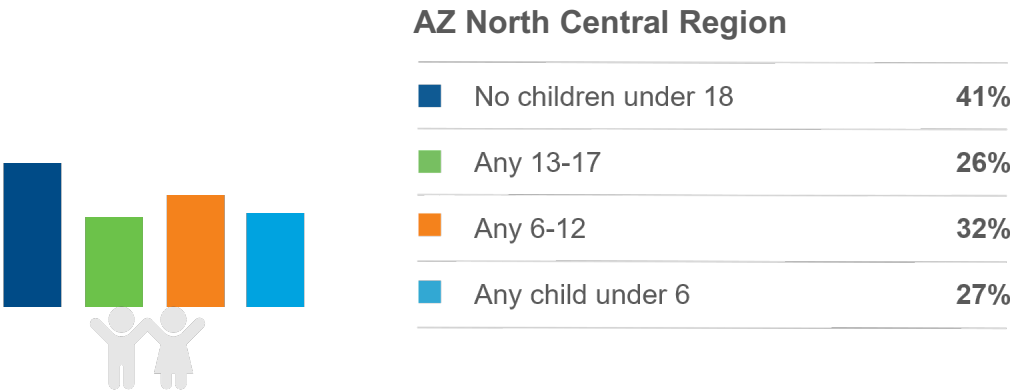 AZ North Central Region
No children under 18 41%
Any 13-17 26%
Any 6-12 32%
Any child under 6 27%